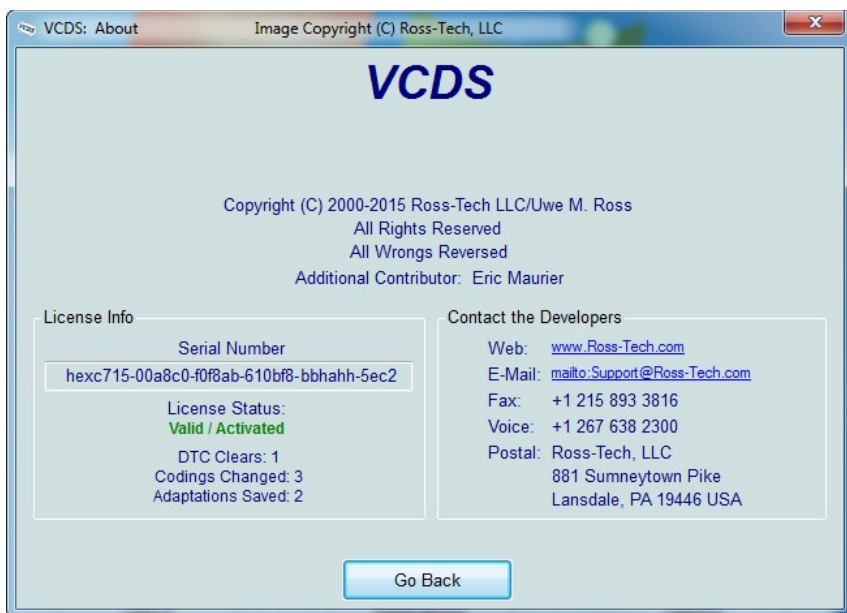 VCDS: About
Image Copyright (C) Ross-Tech, LLC
VCDS
Copyright (C) 2000-2015 Ross-Tech LLC/Uwe M. Ross
All Rights Reserved
All Wrongs Reversed
Additional Contributor: Eric Maurier
License Info
Serial Number
hexc715-00a8c0-f0f8ab-610bf8-bbhahh-5ec2
License Status:
Valid / Activated
DTC Clears: 1
Codings Changed: 3
Adaptations Saved: 2
Contact the Developers
Web: www.Ross-Tech.com
E-Mail: mailto:Support@Ross-Tech.com
Fax: +1 215 893 3816
Voice: +1 267 638 2300
Postal: Ross-Tech, LLC
881 Sumneytown Pike
Lansdale, PA 19446 USA
Go Back